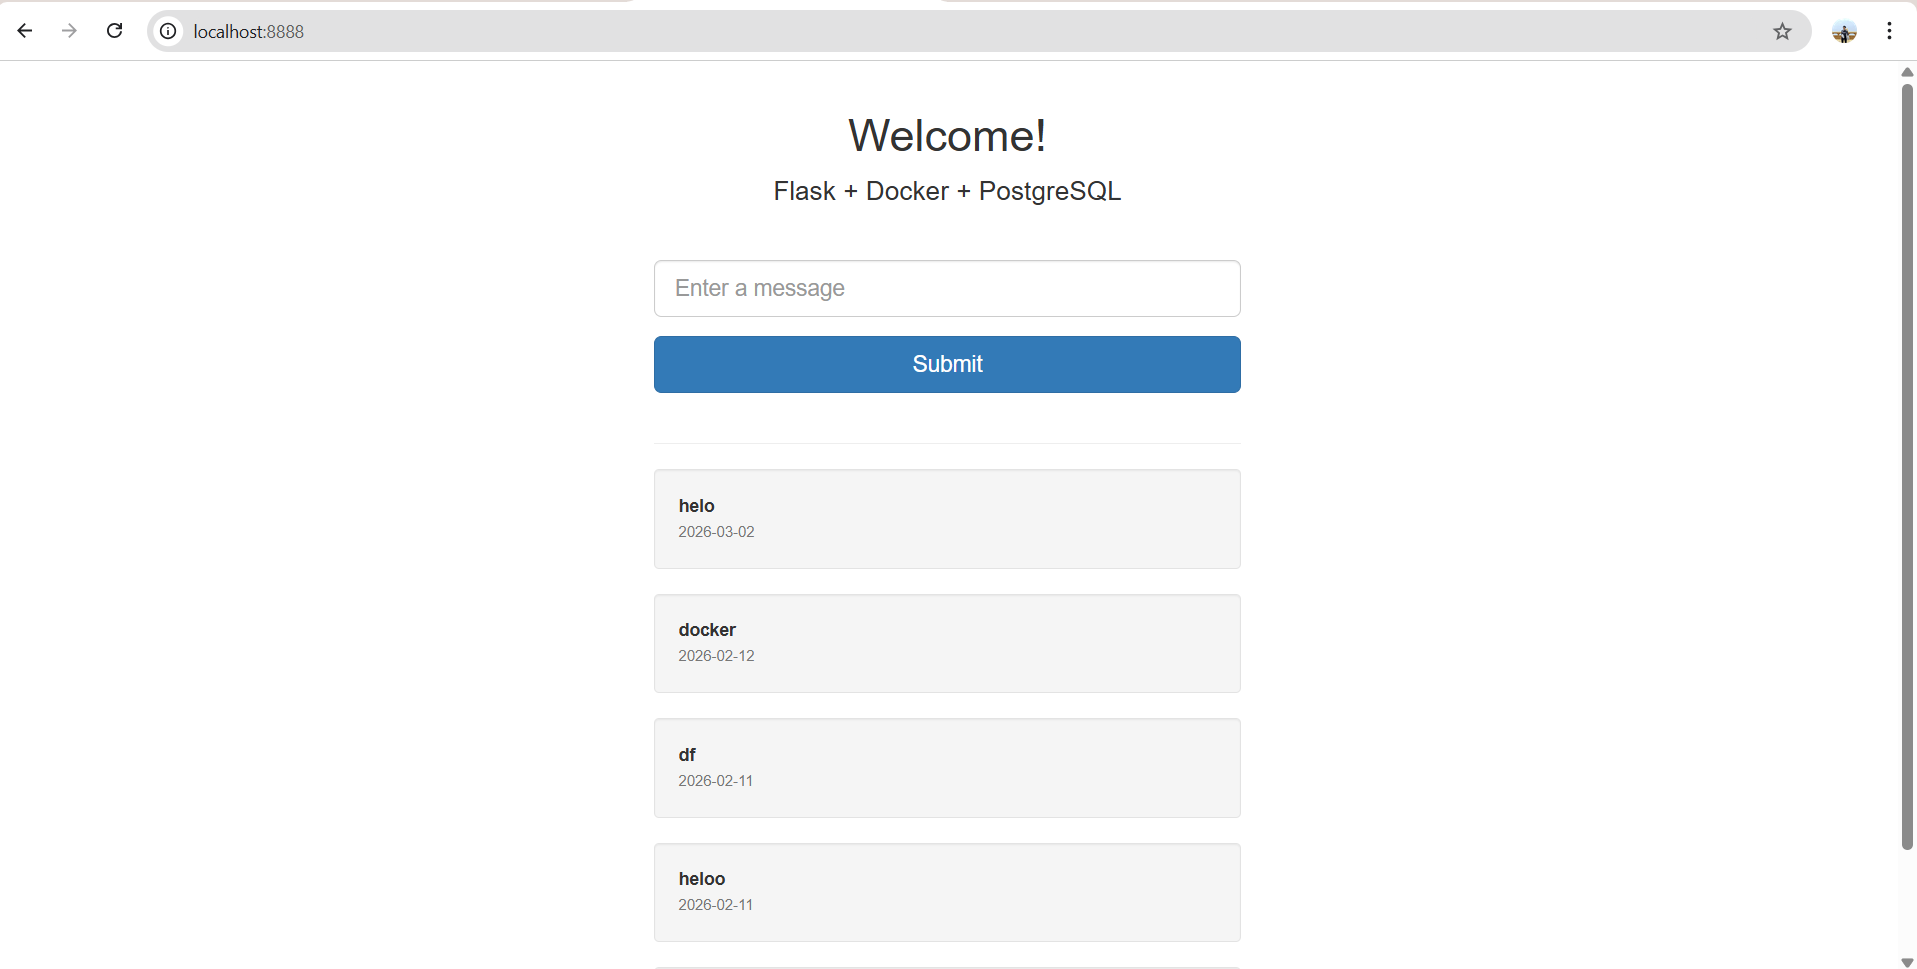 localhost:8888
Welcome!
Flask + Docker + PostgreSQL
Enter a message
Submit
helo
2026-03-02
docker
2026-02-12
df
2026-02-11
heloo
2026-02-11